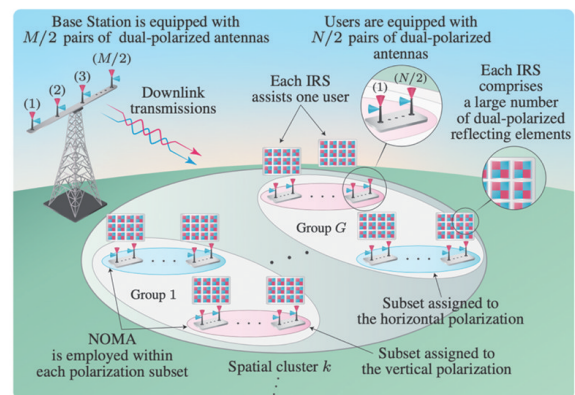 Base Station is equipped with
M/2 pairs of dual-polarized antennas
(1)
(2)
(3)
(M/2)
Downlink
transmissions
Each IRS
assists one user
Users are equipped with
N/2 pairs of dual-polarized
antennas
(1)
(N/2)
Each IRS
comprises
a large number
of dual-polarized
reflecting elements
Group G
Group 1
NOMA
is employed within
each polarization subset
Spatial cluster k
Subset assigned to
the horizontal polarization
Subset assigned to
the vertical polarization